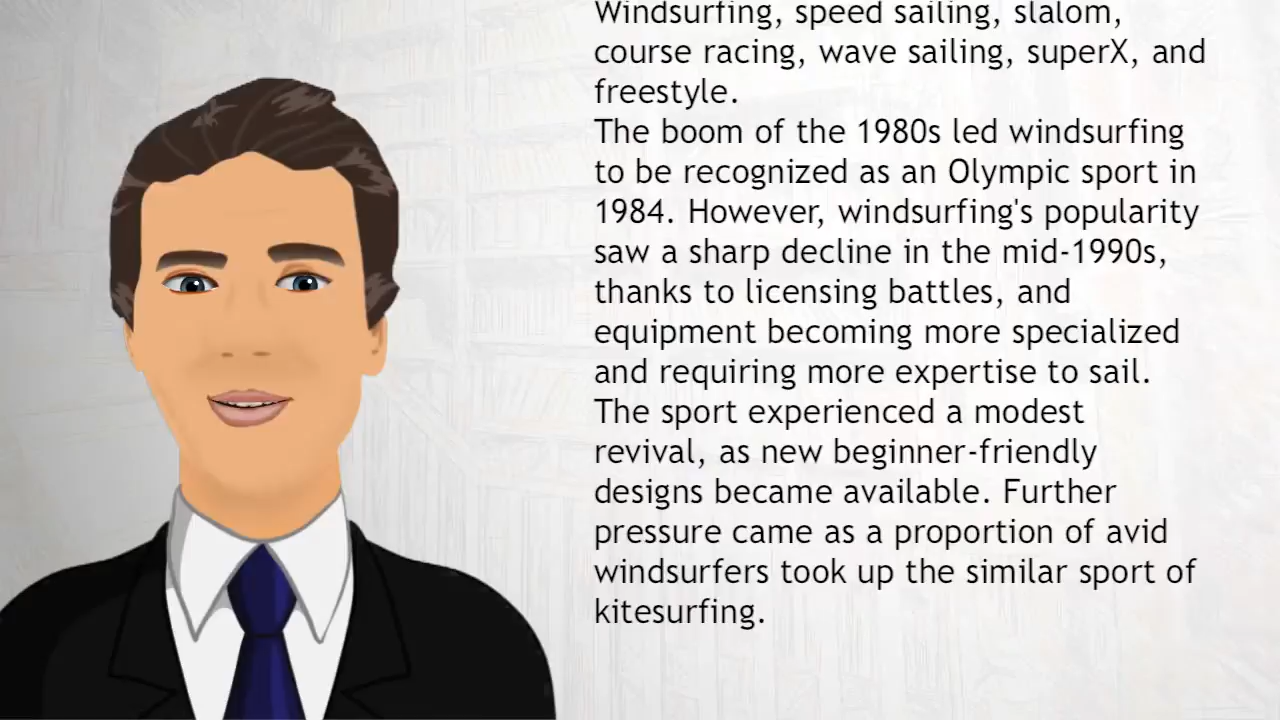 Windsurfing, speed sailing, slalom,
course racing, wave sailing, superX, and
freestyle.
The boom of the 1980s led windsurfing
to be recognized as an Olympic sport in
1984. However, windsurfing's popularity
saw a sharp decline in the mid-1990s,
thanks to licensing battles, and
equipment becoming more specialized
and requiring more expertise to sail.
The sport experienced a modest
revival, as new beginner-friendly
designs became available. Further
pressure came as a proportion of avid
windsurfers took up the similar sport of
kitesurfing.